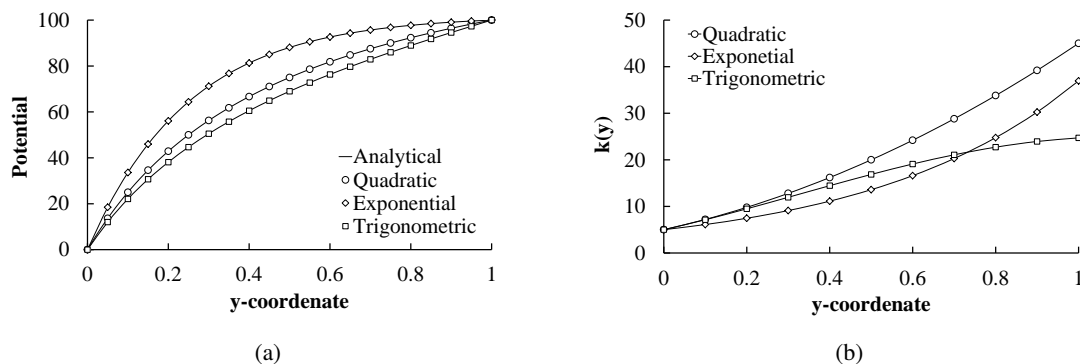 100
80
60
40
20
0
Potential
Analytical
Quadratic
Exponential
Trigonometric
0 0.2 0.4 0.6 0.8 1
y-coordenate
(a)
50
40
30
20
10
0
k(y)
Quadratic
Exponetial
Trigonometric
0 0.2 0.4 0.6 0.8 1
y-coordenate
(b)